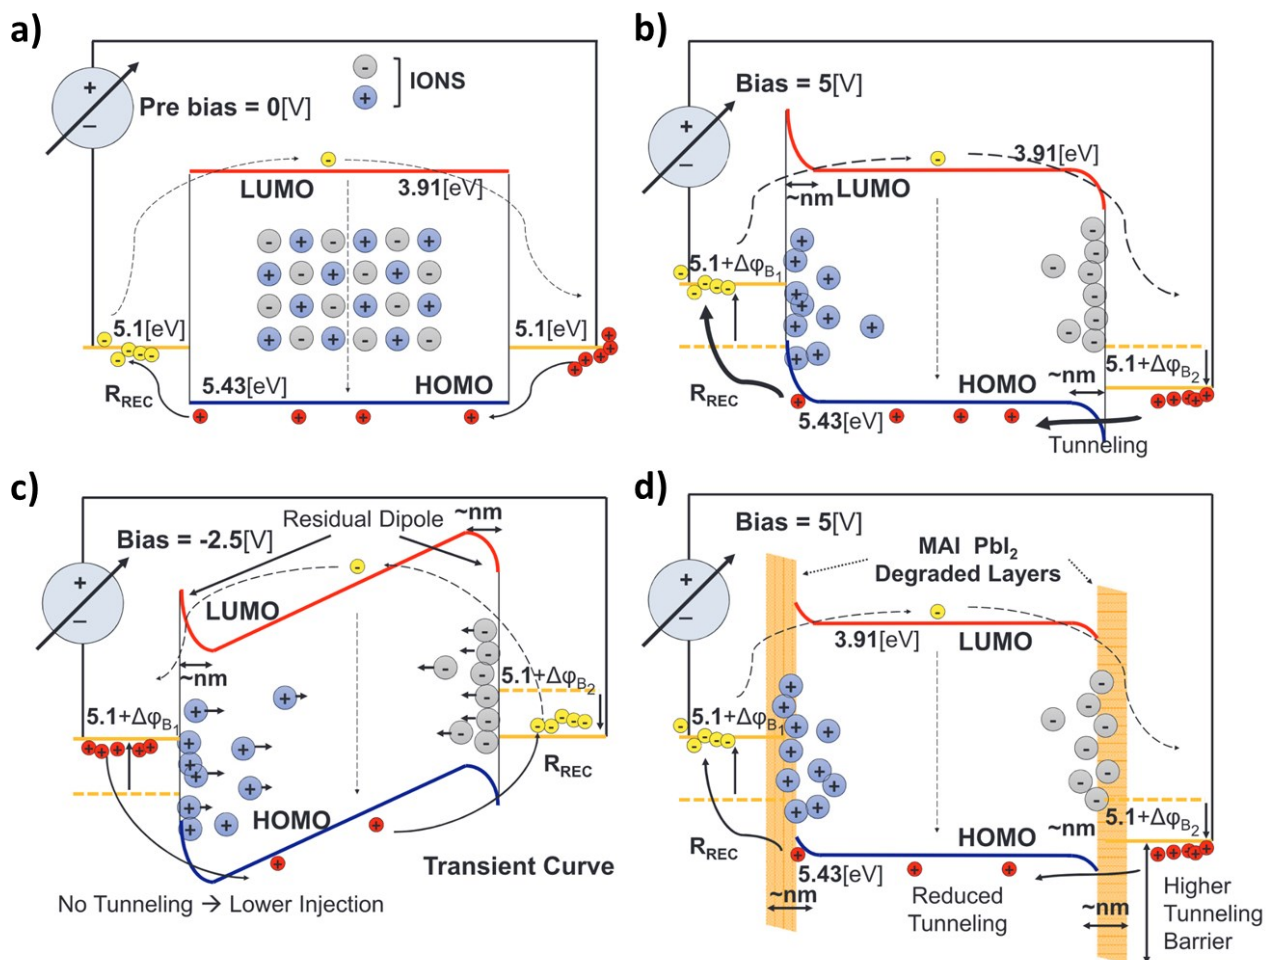 a)
+
−
Pre bias = 0[V]
-
+
IONS
-
LUMO
3.91[eV]
- + - + - +
+ - + - + -
- + - + - +
+ - + - + -
5.1[eV]
5.1[eV]
5.43[eV]
HOMO
R_REC
b)
Bias = 5[V]
+
−
3.91[eV]
LUMO
~nm
5.1+Δφ_B1
HOMO
~nm
5.1+Δφ_B2
R_REC
5.43[eV]
Tunneling
c)
Residual Dipole
~nm
Bias = -2.5[V]
+
−
LUMO
~nm
5.1+Δφ_B1
5.1+Δφ_B2
R_REC
HOMO
Transient Curve
No Tunneling → Lower Injection
d)
Bias = 5[V]
MAI PbI2
Degraded Layers
+
−
3.91[eV]
LUMO
5.1+Δφ_B1
~nm
5.1+Δφ_B2
R_REC
HOMO
5.43[eV]
~nm
Reduced
Tunneling
~nm
Higher
Tunneling
Barrier